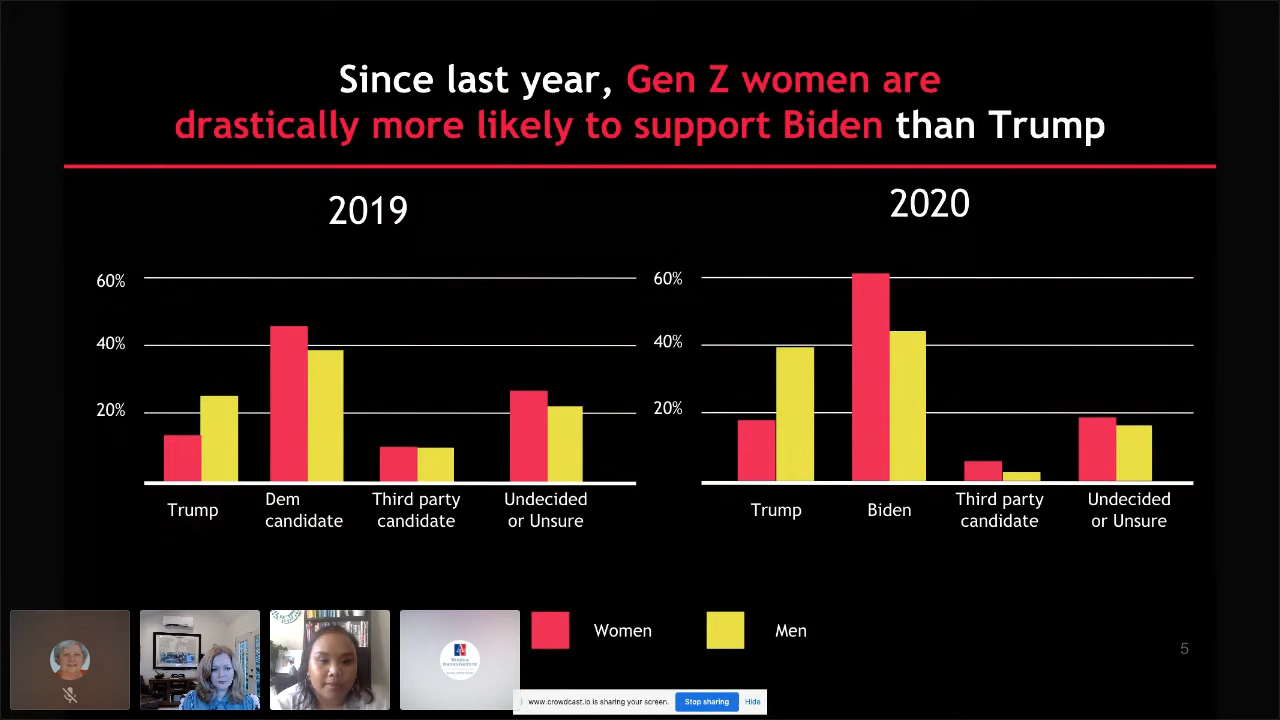 Since last year, Gen Z women are
drastically more likely to support Biden than Trump
2019
60%
40%
20%
Trump
Dem
candidate
Third party
candidate
Undecided
or Unsure
2020
60%
40%
20%
Trump
Biden
Third party
candidate
Undecided
or Unsure
Women
Men
5
www.crowdcast.io is sharing your screen.
Stop sharing
Hide